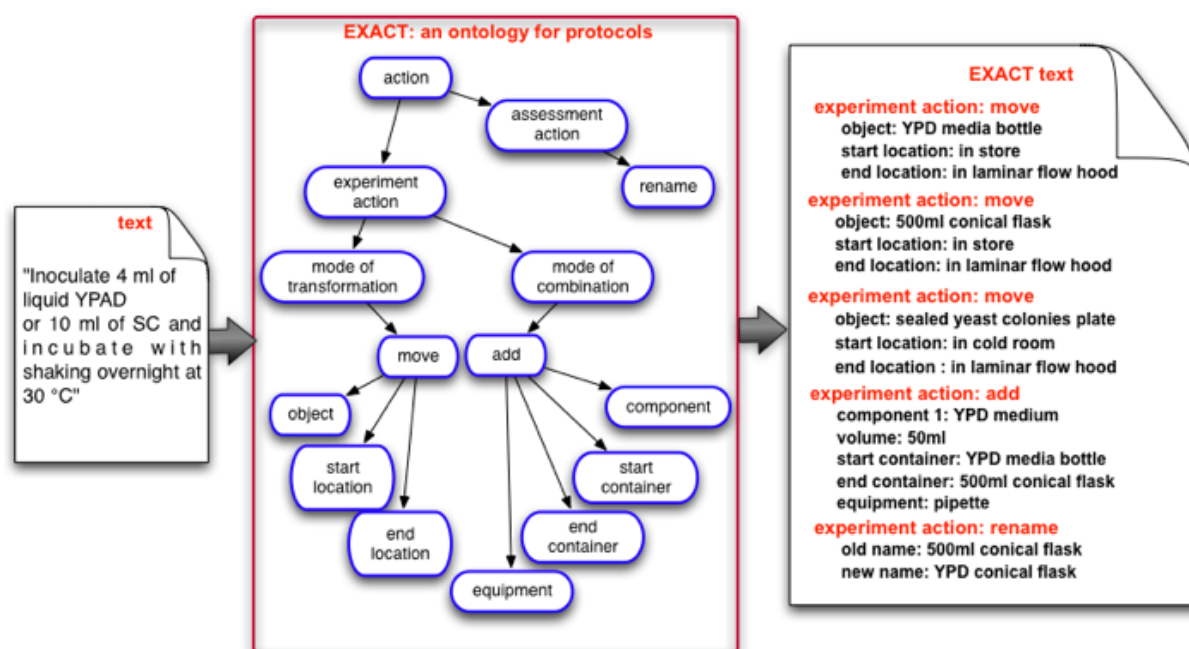 EXACT: an ontology for protocols
action
assessment
action
rename
experiment
action
mode of
transformation
mode of
combination
move
add
object
component
start
location
start
container
end
location
end
container
equipment
text
"Inoculate 4 ml of
liquid YPAD
or 10 ml of SC and
incubate with
shaking overnight at
30 °C"
EXACT text
experiment action: move
object: YPD media bottle
start location: in store
end location: in laminar flow hood
experiment action: move
object: 500ml conical flask
start location: in store
end location: in laminar flow hood
experiment action: move
object: sealed yeast colonies plate
start location: in cold room
end location : in laminar flow hood
experiment action: add
component 1: YPD medium
volume: 50ml
start container: YPD media bottle
end container: 500ml conical flask
equipment: pipette
experiment action: rename
old name: 500ml conical flask
new name: YPD conical flask